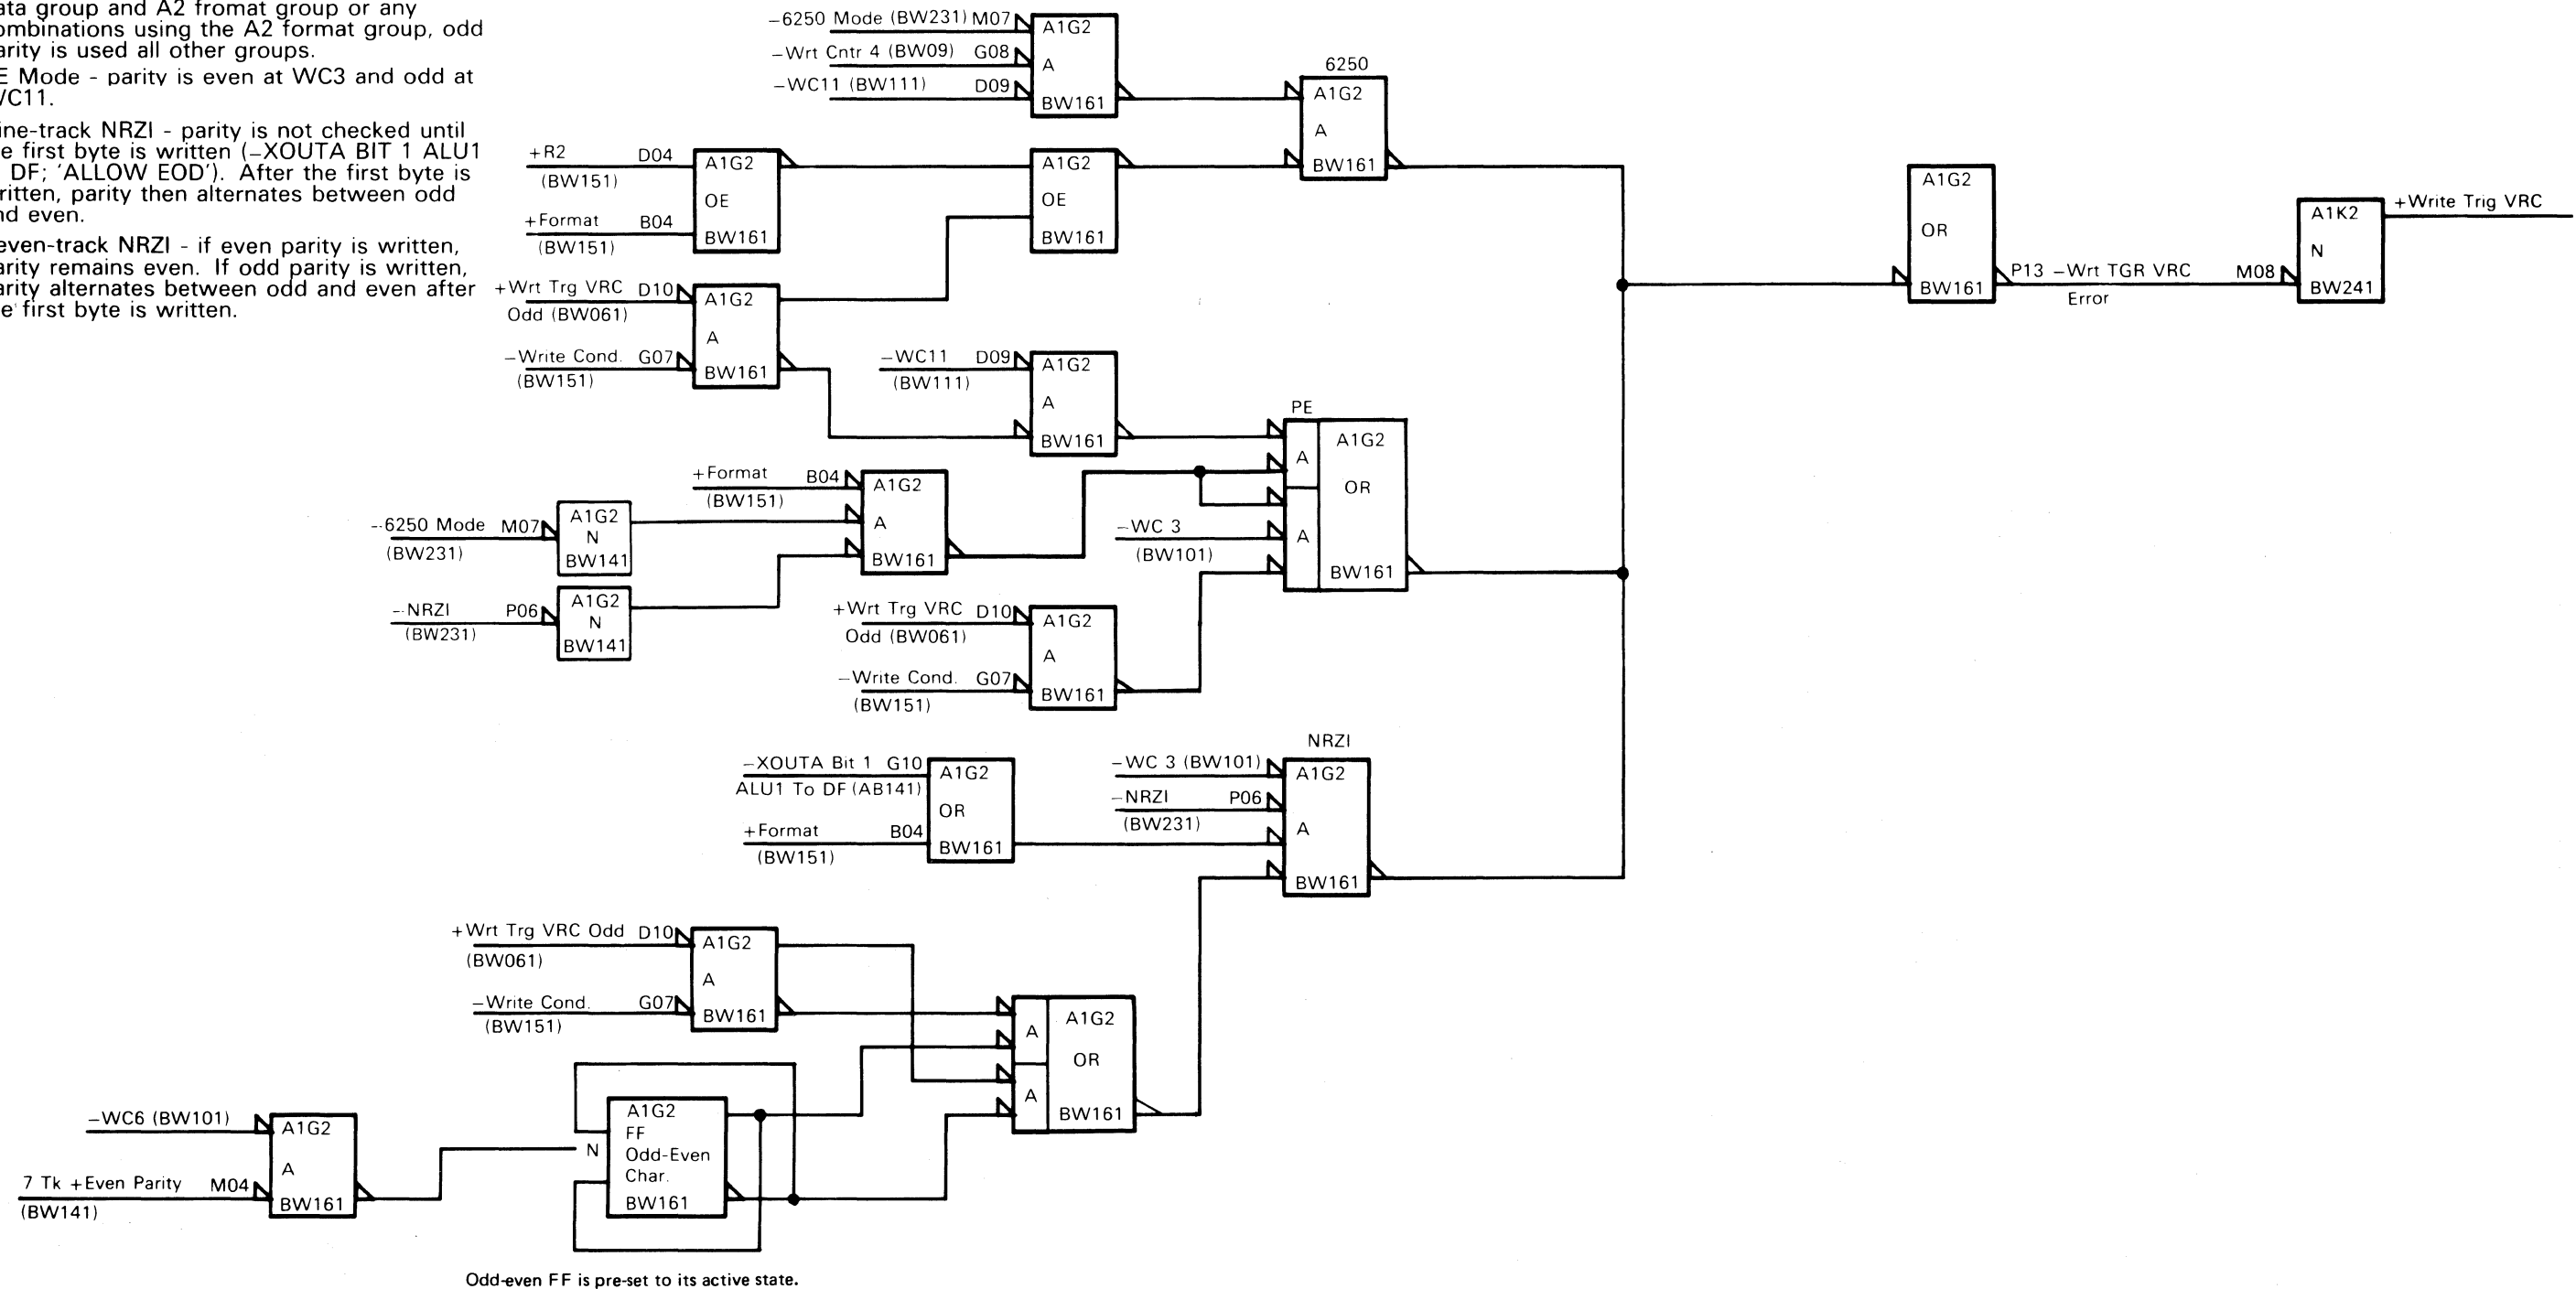 ata group and A2 fromat group or any
ombinations using the A2 format group, odd
arity is used all other groups.
E Mode - parity is even at WC3 and odd at
VC11.
ine-track NRZI - parity is not checked until
e first byte is written (–XOUTA BIT 1 ALU1
DF; 'ALLOW EOD'). After the first byte is
ritten, parity then alternates between odd
nd even.
even-track NRZI - if even parity is written,
arity remains even. If odd parity is written,
arity alternates between odd and even after
e first byte is written.
–6250 Mode (BW231) M07
–Wrt Cntr 4 (BW09) G08
–WC11 (BW111) D09
A1G2
A
BW161
6250
A1G2
A
BW161
+R2 D04
(BW151)
+Format B04
(BW151)
A1G2
OE
BW161
A1G2
OE
BW161
+Wrt Trg VRC D10
Odd (BW061)
–Write Cond. G07
(BW151)
A1G2
A
BW161
–WC11 D09
(BW111)
A1G2
A
BW161
PE
A
A
A1G2
OR
BW161
+Format B04
(BW151)
A1G2
A
BW161
–6250 Mode M07
(BW231)
A1G2
N
BW141
–NRZI P06
(BW231)
A1G2
N
BW141
–WC 3
(BW101)
+Wrt Trg VRC D10
Odd (BW061)
–Write Cond. G07
(BW151)
A1G2
A
BW161
A1G2
OR
BW161
P13 –Wrt TGR VRC M08
Error
A1K2
N
BW241
+Write Trig VRC
–XOUTA Bit 1 G10
ALU1 To DF (AB141)
+Format B04
(BW151)
A1G2
OR
BW161
NRZI
–WC 3 (BW101)
–NRZI P06
(BW231)
A1G2
A
BW161
+Wrt Trg VRC Odd D10
(BW061)
–Write Cond. G07
(BW151)
A1G2
A
BW161
A
A
A1G2
OR
BW161
–WC6 (BW101)
7 Tk +Even Parity M04
(BW141)
A1G2
A
BW161
N
A1G2
FF
Odd-Even
Char.
BW161
Odd-even FF is pre-set to its active state.